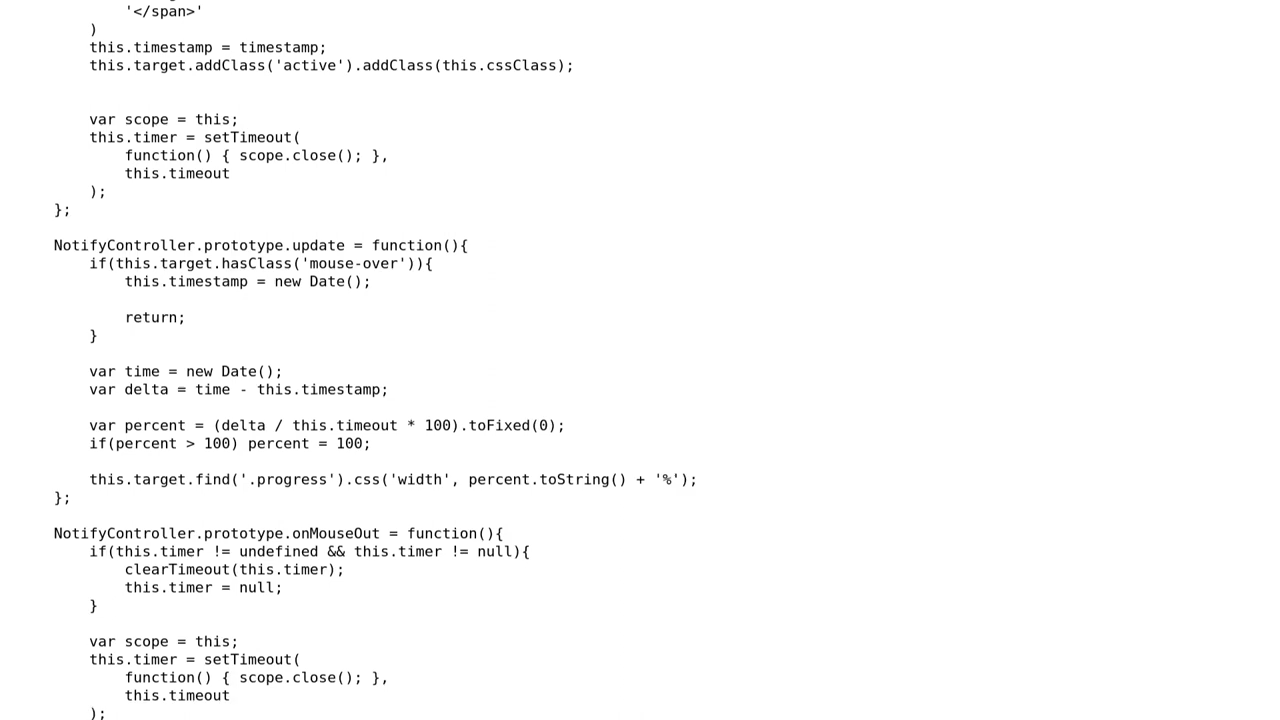 '</span>'
)
this.timestamp = timestamp;
this.target.addClass('active').addClass(this.cssClass);
var scope = this;
this.timer = setTimeout(
function() { scope.close(); },
this.timeout
);
};
NotifyController.prototype.update = function(){
if(this.target.hasClass('mouse-over')){
this.timestamp = new Date();
return;
}
var time = new Date();
var delta = time - this.timestamp;
var percent = (delta / this.timeout * 100).toFixed(0);
if(percent > 100) percent = 100;
this.target.find('.progress').css('width', percent.toString() + '%');
};
NotifyController.prototype.onMouseOut = function(){
if(this.timer != undefined && this.timer != null){
clearTimeout(this.timer);
this.timer = null;
}
var scope = this;
this.timer = setTimeout(
function() { scope.close(); },
this.timeout
);